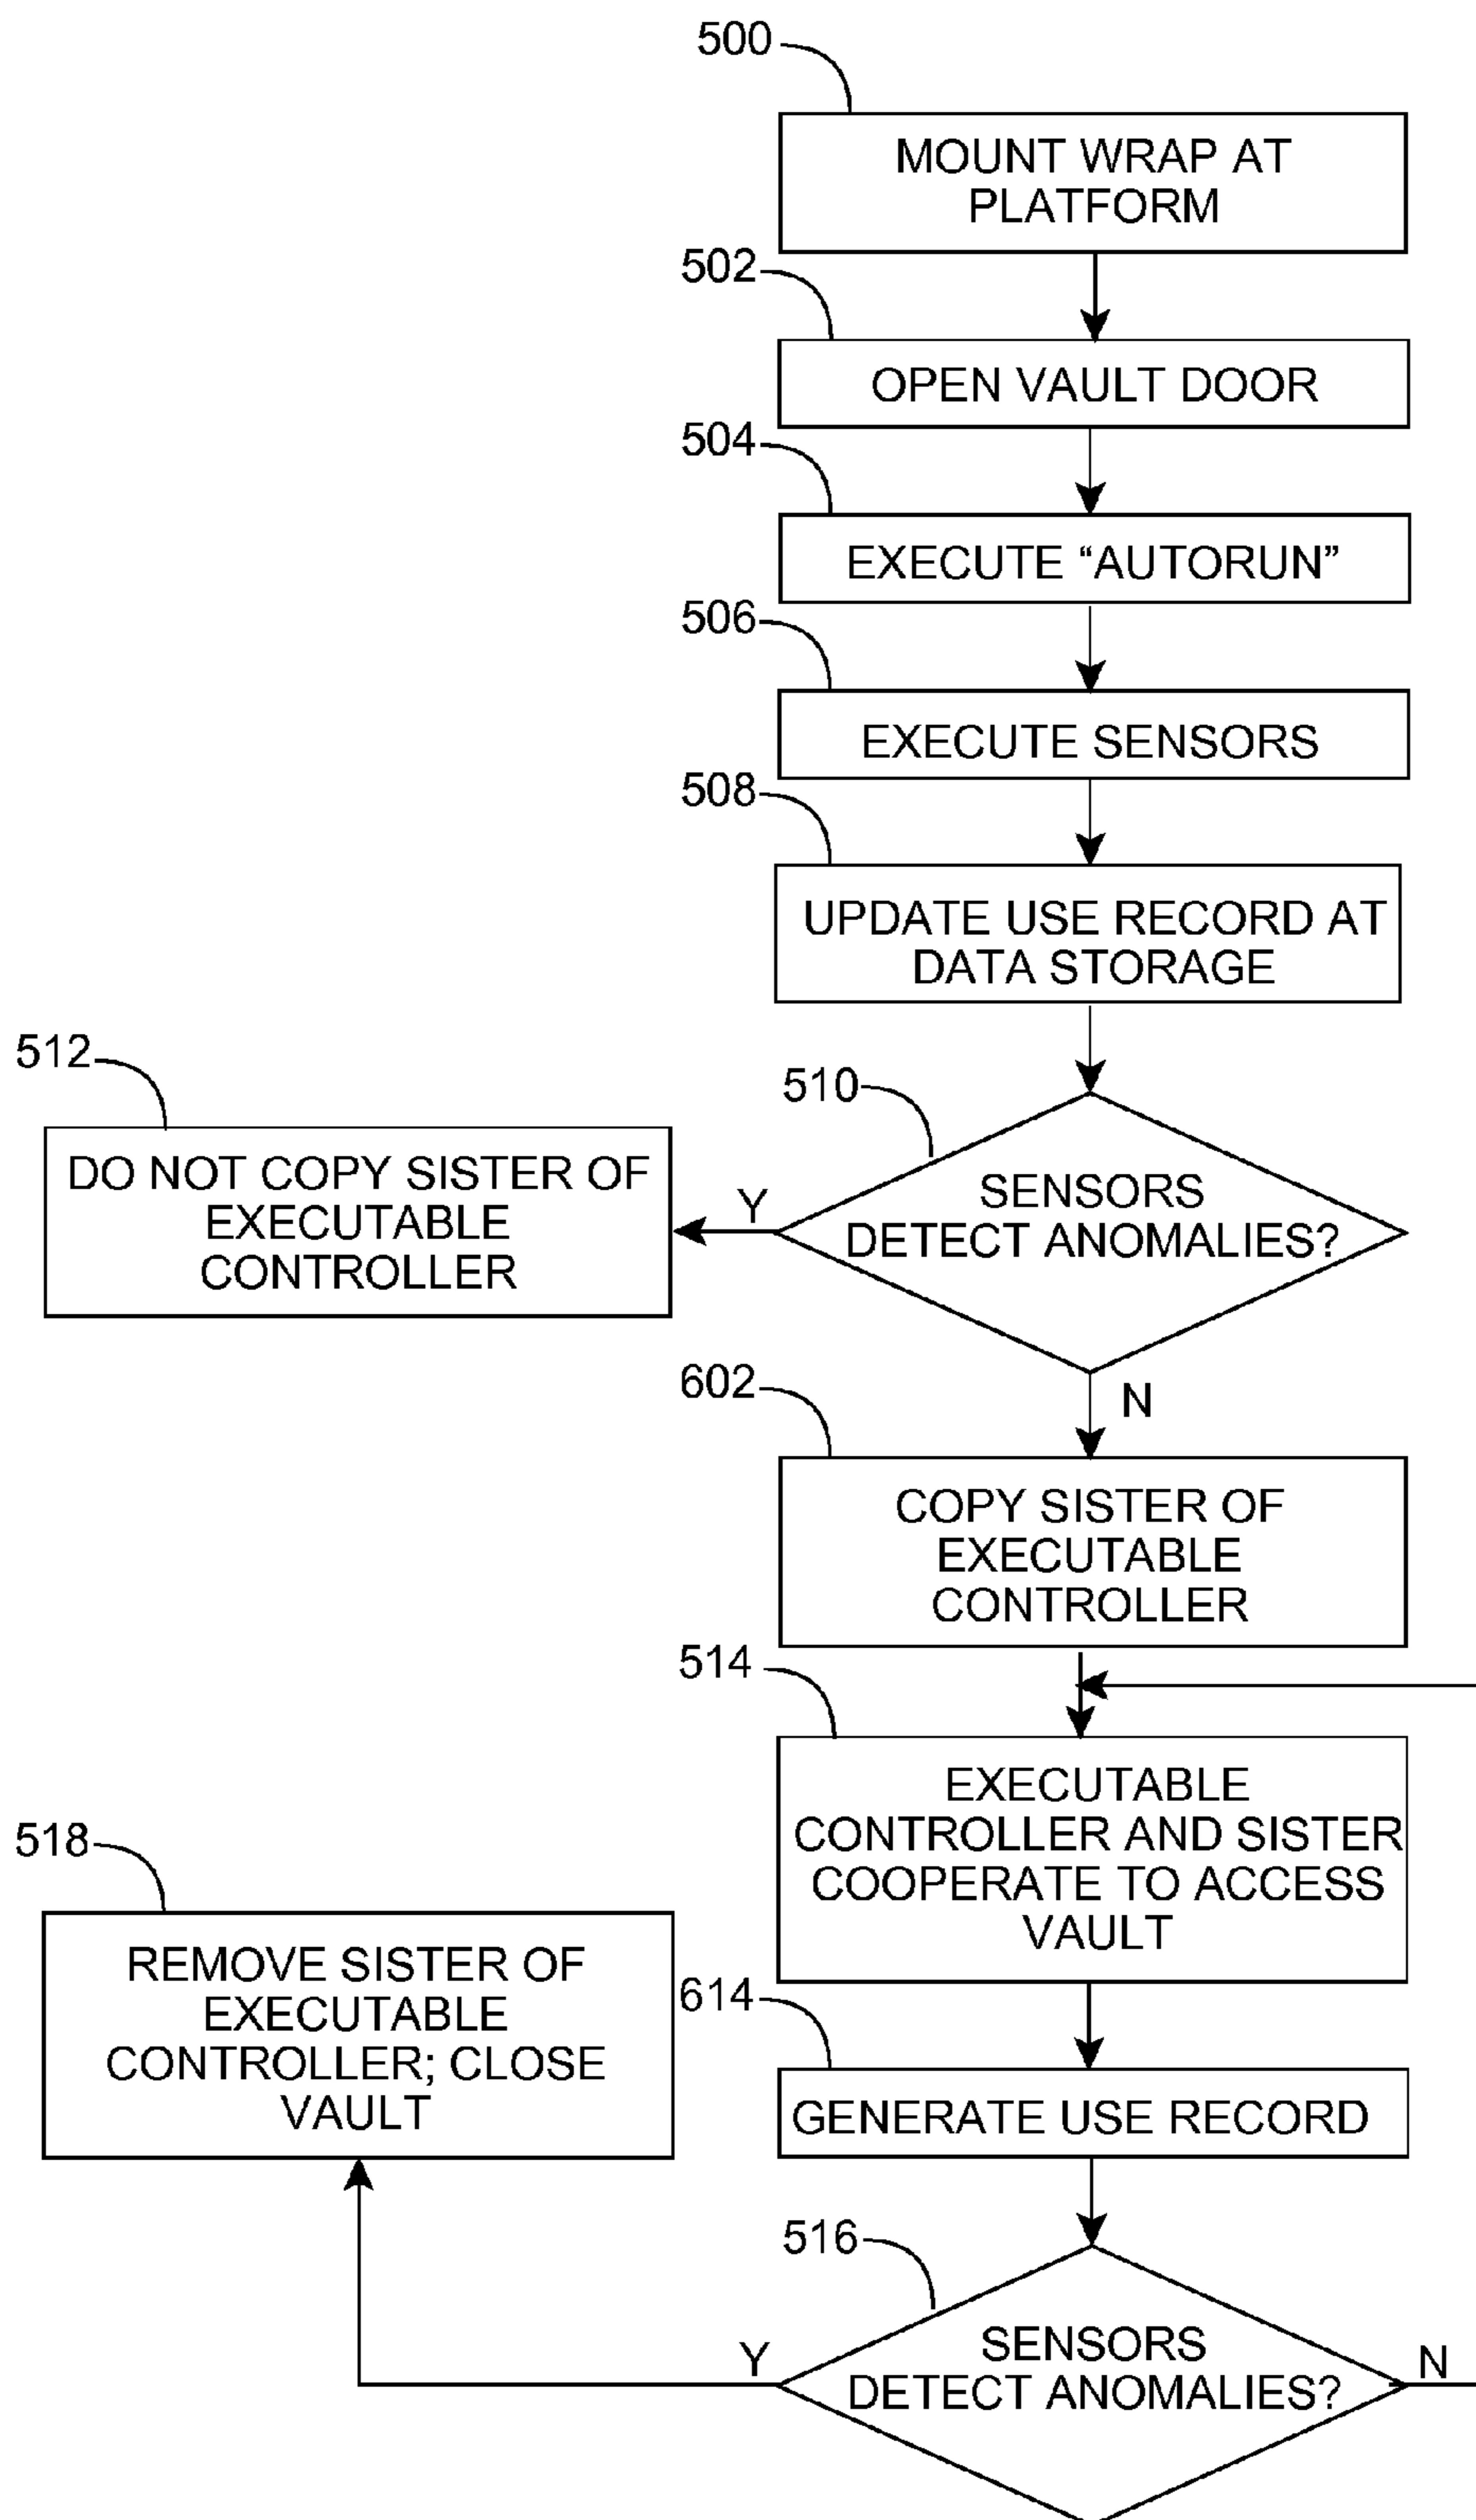 500
MOUNT WRAP AT
PLATFORM
502
OPEN VAULT DOOR
504
EXECUTE “AUTORUN”
506
EXECUTE SENSORS
508
UPDATE USE RECORD AT
DATA STORAGE
512
510
DO NOT COPY SISTER OF
EXECUTABLE
CONTROLLER
Y
SENSORS
DETECT ANOMALIES?
602
N
COPY SISTER OF
EXECUTABLE
CONTROLLER
514
EXECUTABLE
CONTROLLER AND SISTER
COOPERATE TO ACCESS
VAULT
518
REMOVE SISTER OF
EXECUTABLE
CONTROLLER; CLOSE
VAULT
614
GENERATE USE RECORD
516
Y
SENSORS
DETECT ANOMALIES?
N